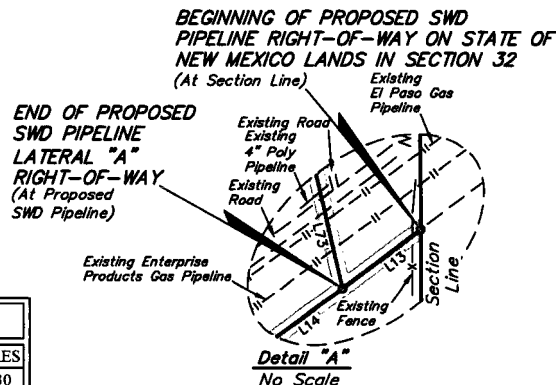 BEGINNING OF PROPOSED SWD
PIPELINE RIGHT-OF-WAY ON STATE OF
NEW MEXICO LANDS IN SECTION 32
(At Section Line)
Existing
El Paso Gas
Pipeline
END OF PROPOSED
SWD PIPELINE
LATERAL "A"
RIGHT-OF-WAY
(At Proposed
SWD Pipeline)
Existing Road
Existing
4" Poly
Pipeline
Existing
Road
Existing Enterprise
Products Gas Pipeline
L13
L14
Existing
Fence
Section
Line
Detail "A"
No Scale
RES